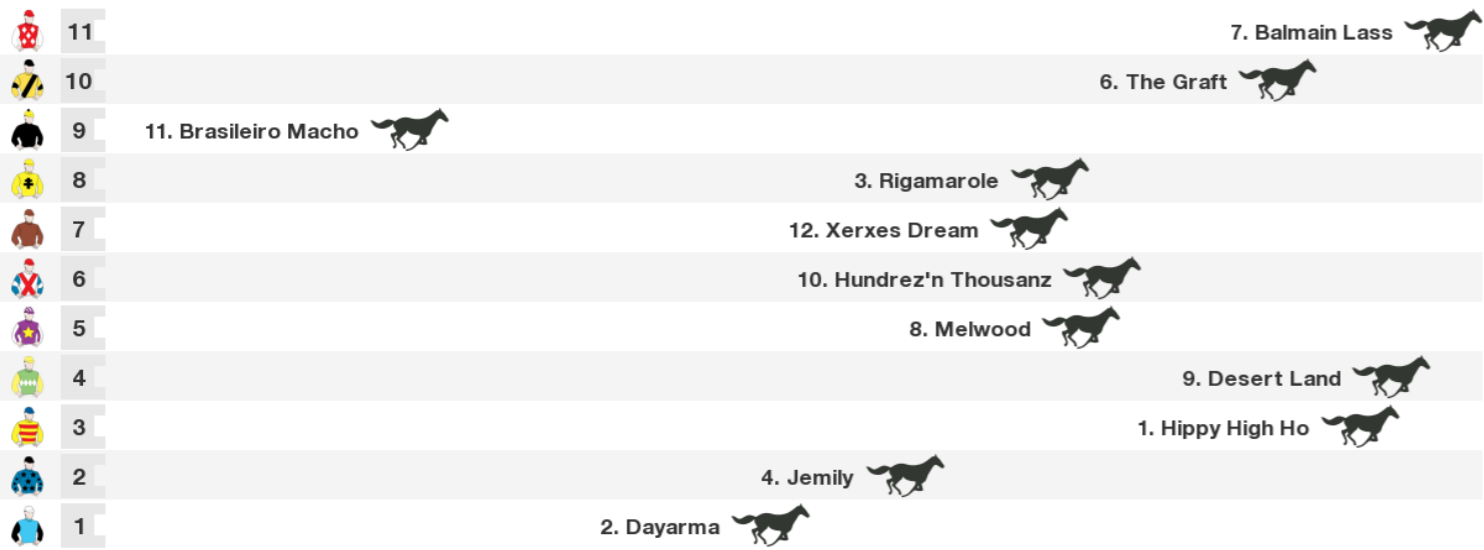 11 7. Balmain Lass
10 6. The Graft
9 11. Brasileiro Macho
8 3. Rigamarole
7 12. Xerxes Dream
6 10. Hundrez'n Thousanz
5 8. Melwood
4 9. Desert Land
3 1. Hippy High Ho
2 4. Jemily
1 2. Dayarma